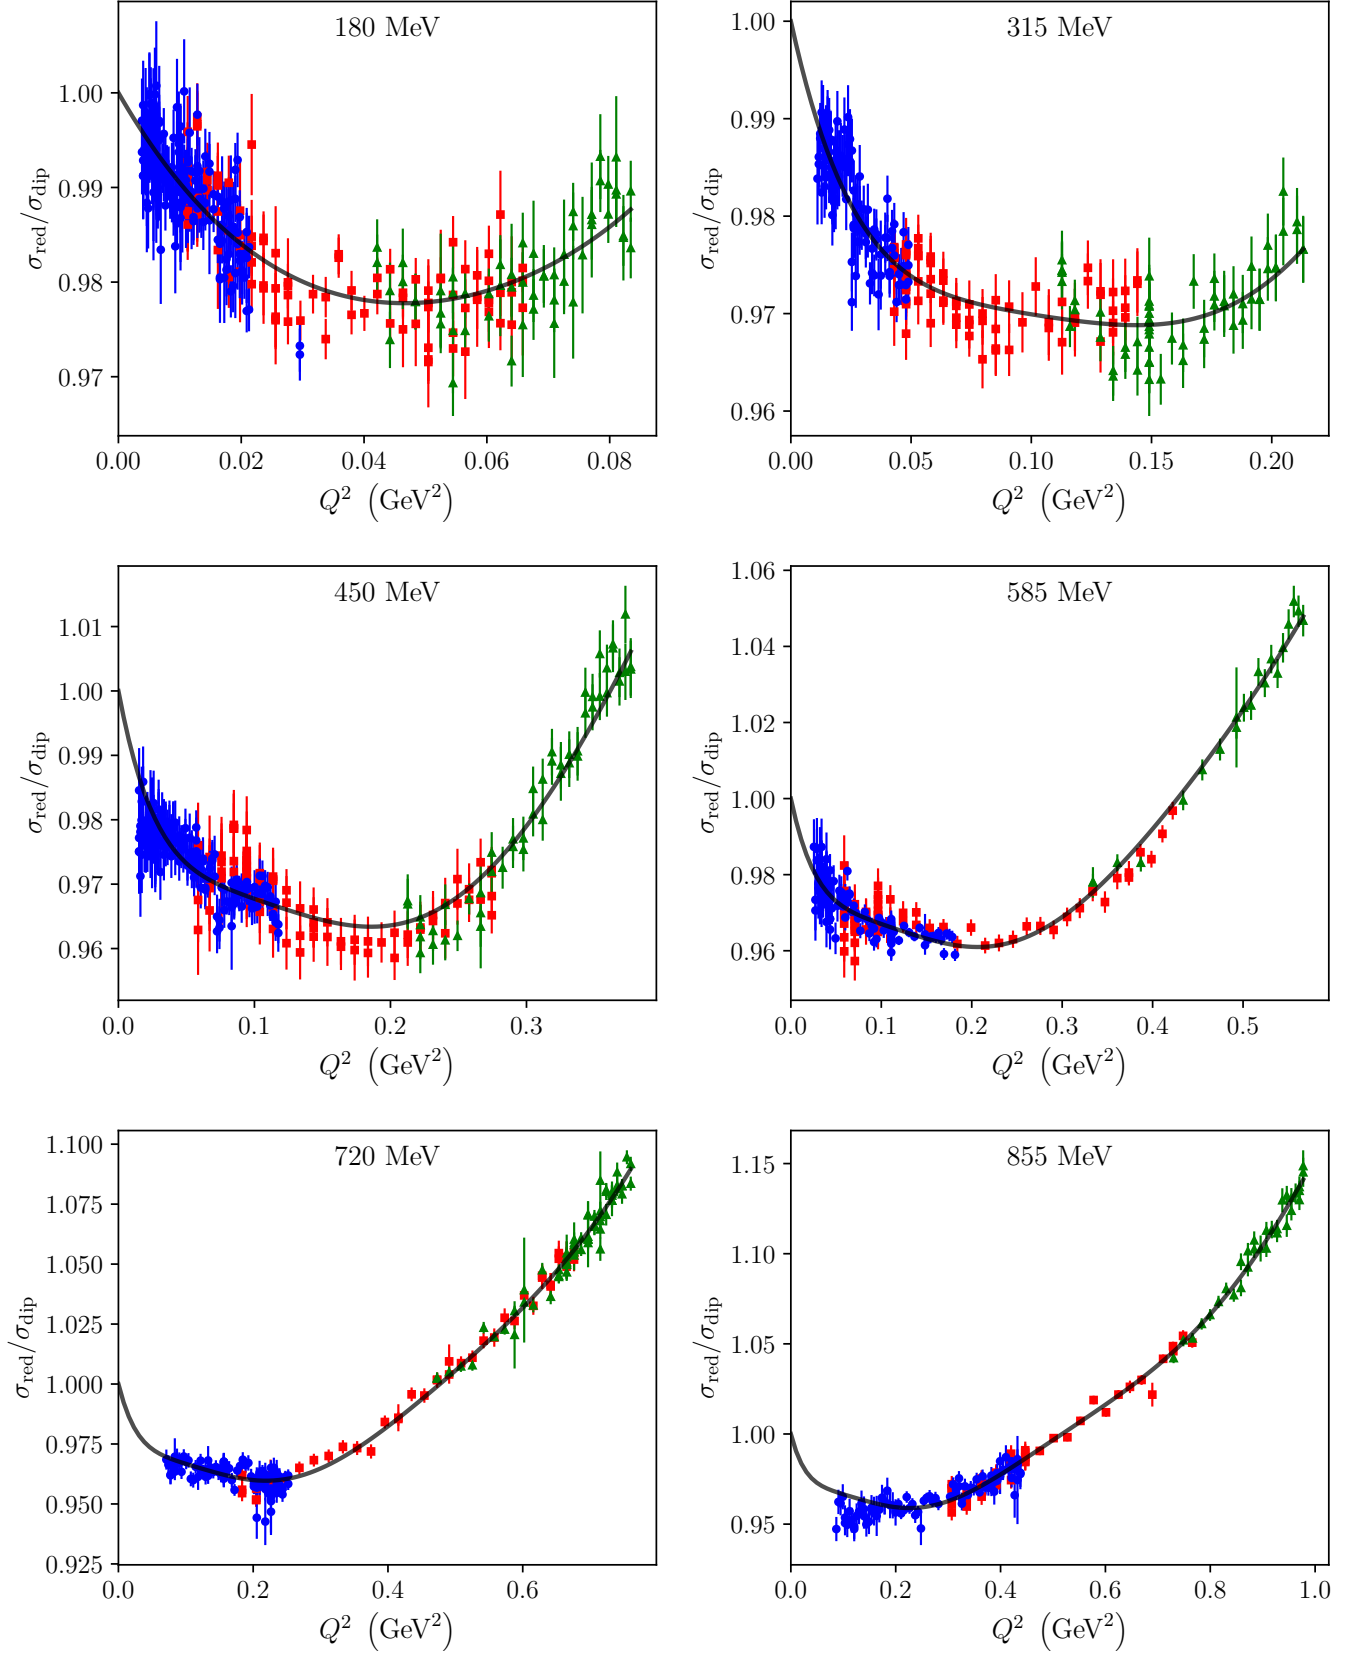 180 MeV
1.00
0.99
0.98
0.97
σred/σdip
0.00 0.02 0.04 0.06 0.08
Q² (GeV²)
315 MeV
1.00
0.99
0.98
0.97
0.96
σred/σdip
0.00 0.05 0.10 0.15 0.20
Q² (GeV²)
450 MeV
1.01
1.00
0.99
0.98
0.97
0.96
σred/σdip
0.0 0.1 0.2 0.3
Q² (GeV²)
585 MeV
1.06
1.04
1.02
1.00
0.98
0.96
σred/σdip
0.0 0.1 0.2 0.3 0.4 0.5
Q² (GeV²)
720 MeV
1.100
1.075
1.050
1.025
1.000
0.975
0.950
0.925
σred/σdip
0.0 0.2 0.4 0.6
Q² (GeV²)
855 MeV
1.15
1.10
1.05
1.00
0.95
σred/σdip
0.0 0.2 0.4 0.6 0.8 1.0
Q² (GeV²)